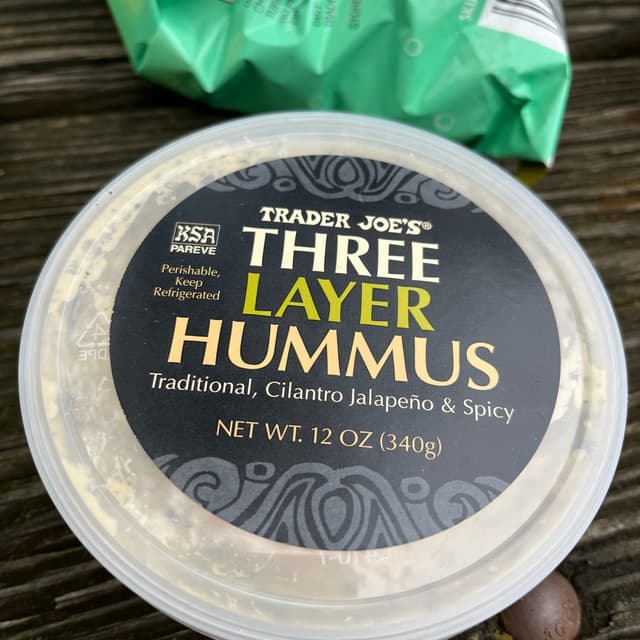 TRADER JOE'S®
THREE
LAYER
HUMMUS
Traditional, Cilantro Jalapeño & Spicy
NET WT. 12 OZ (340g)
KSA
PAREVE
Perishable,
Keep
Refrigerated